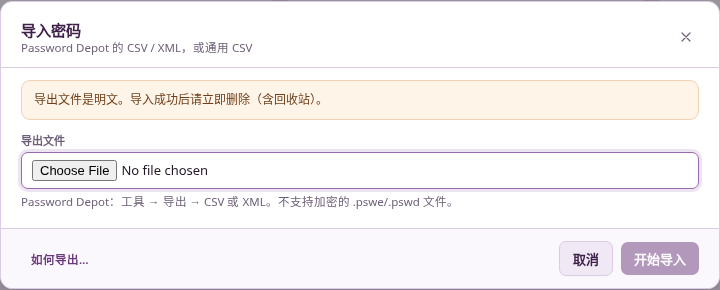 导入密码
Password Depot 的 CSV / XML，或通用 CSV
导出文件是明文。导入成功后请立即删除（含回收站）。
导出文件
Choose File No file chosen
Password Depot：工具 → 导出 → CSV 或 XML。不支持加密的 .pswe/.pswd 文件。
如何导出...
取消
开始导入